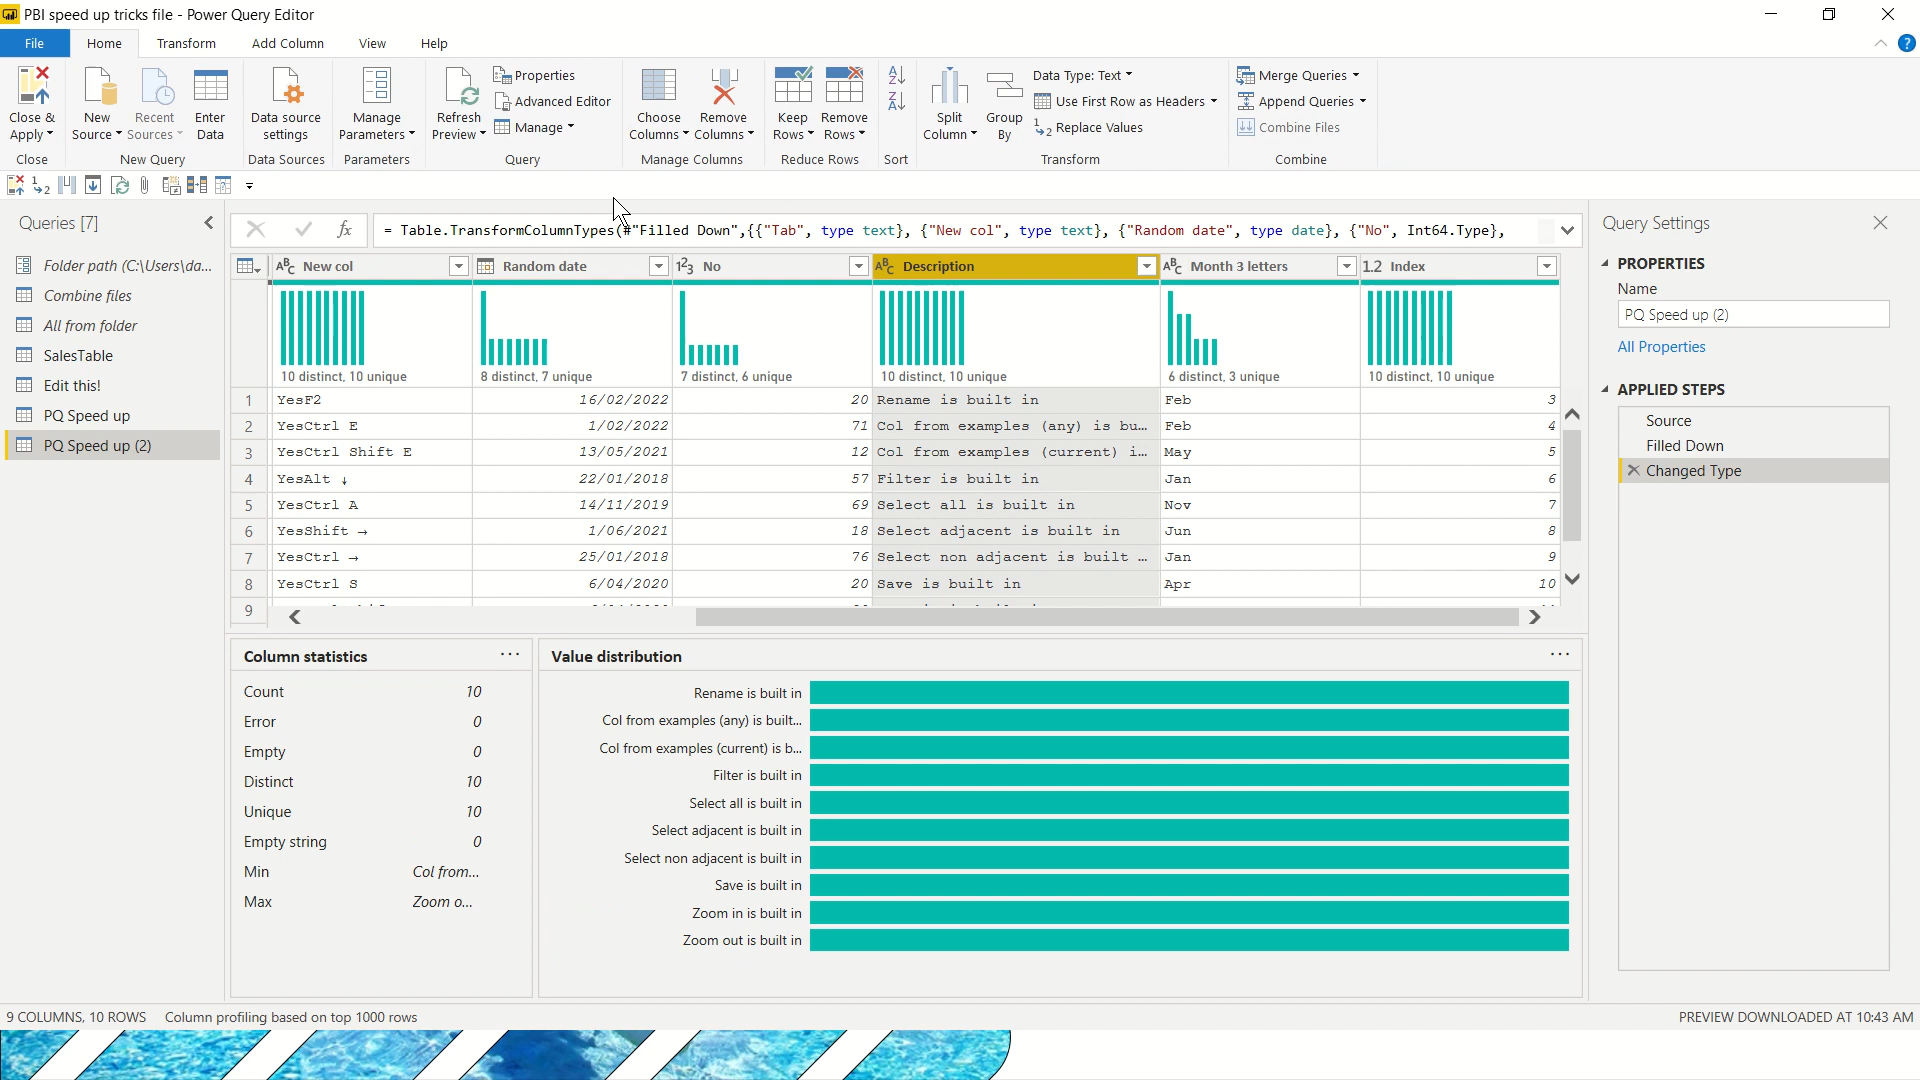 PBI speed up tricks file - Power Query Editor
File Home Transform Add Column View Help
Close & Apply
New Source
Recent Sources
Enter Data
Data source settings
Manage Parameters
Refresh Preview
Properties
Advanced Editor
Manage
Choose Columns
Remove Columns
Keep Rows
Remove Rows
Split Column
Group By
Data Type: Text
Use First Row as Headers
Replace Values
Merge Queries
Append Queries
Combine Files
Close New Query Data Sources Parameters Query Manage Columns Reduce Rows Sort Transform Combine
Queries [7]
Folder path (C:\Users\da...
Combine files
All from folder
SalesTable
Edit this!
PQ Speed up
PQ Speed up (2)
fx = Table.TransformColumnTypes(#"Filled Down",{{"Tab", type text}, {"New col", type text}, {"Random date", type date}, {"No", Int64.Type},
ABC New col Random date 123 No ABC Description ABC Month 3 letters 1.2 Index
10 distinct, 10 unique 8 distinct, 7 unique 7 distinct, 6 unique 10 distinct, 10 unique 6 distinct, 3 unique 10 distinct, 10 unique
1 YesF2 16/02/2022 20 Rename is built in Feb 3
2 YesCtrl E 1/02/2022 71 Col from examples (any) is bu... Feb 4
3 YesCtrl Shift E 13/05/2021 12 Col from examples (current) i... May 5
4 YesAlt ↓ 22/01/2018 57 Filter is built in Jan 6
5 YesCtrl A 14/11/2019 69 Select all is built in Nov 7
6 YesShift → 1/06/2021 18 Select adjacent is built in Jun 8
7 YesCtrl → 25/01/2018 76 Select non adjacent is built ... Jan 9
8 YesCtrl S 6/04/2020 20 Save is built in Apr 10
9
Column statistics
Count 10
Error 0
Empty 0
Distinct 10
Unique 10
Empty string 0
Min Col from...
Max Zoom o...
Value distribution
Rename is built in
Col from examples (any) is built...
Col from examples (current) is b...
Filter is built in
Select all is built in
Select adjacent is built in
Select non adjacent is built in
Save is built in
Zoom in is built in
Zoom out is built in
Query Settings
PROPERTIES
Name
PQ Speed up (2)
All Properties
APPLIED STEPS
Source
Filled Down
Changed Type
9 COLUMNS, 10 ROWS Column profiling based on top 1000 rows PREVIEW DOWNLOADED AT 10:43 AM